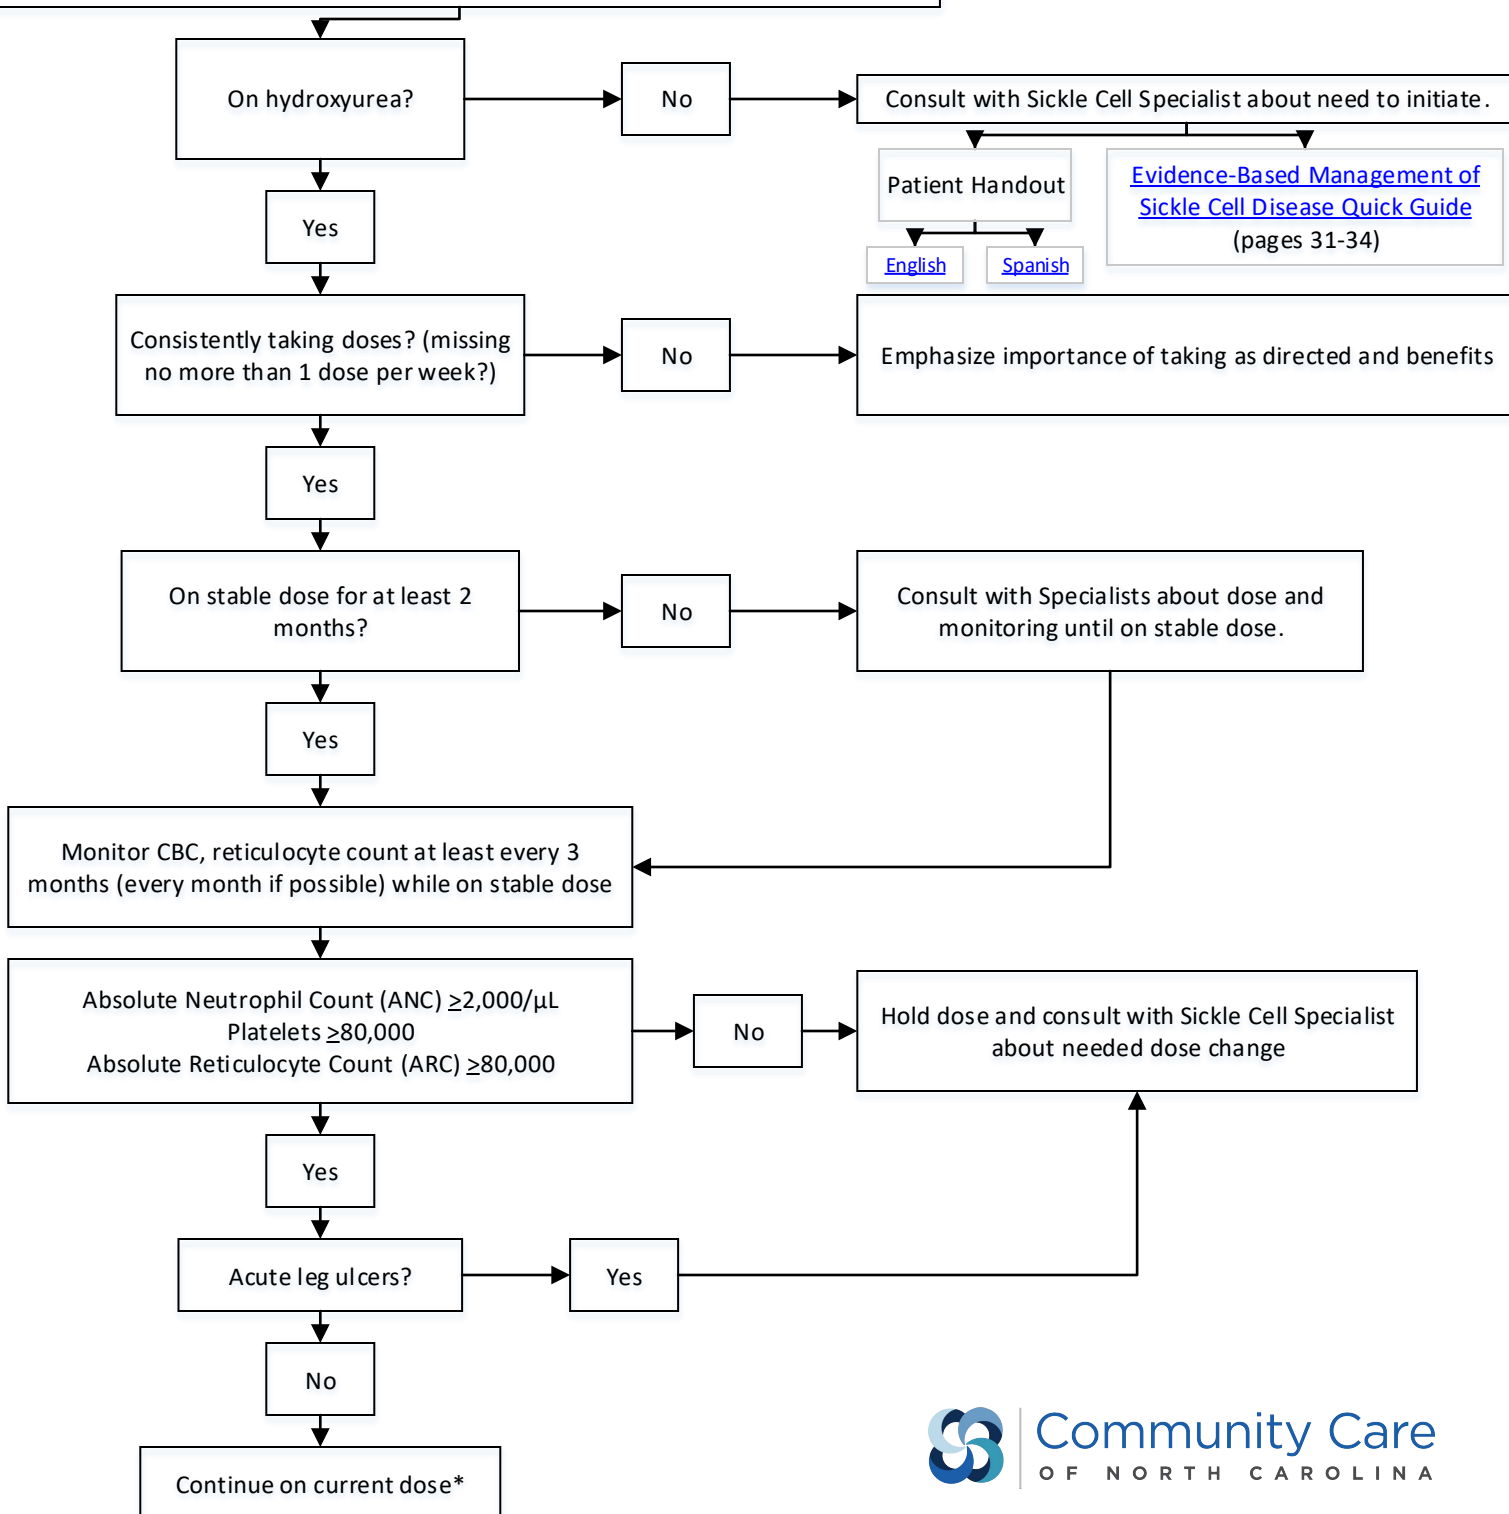 On hydroxyurea?
No
Consult with Sickle Cell Specialist about need to initiate.
Patient Handout
English
Spanish
Evidence-Based Management of
Sickle Cell Disease Quick Guide
(pages 31-34)
Yes
Consistently taking doses? (missing
no more than 1 dose per week?)
No
Emphasize importance of taking as directed and benefits
Yes
On stable dose for at least 2
months?
No
Consult with Specialists about dose and
monitoring until on stable dose.
Yes
Monitor CBC, reticulocyte count at least every 3
months (every month if possible) while on stable dose
Absolute Neutrophil Count (ANC) ≥2,000/µL
Platelets ≥80,000
Absolute Reticulocyte Count (ARC) ≥80,000
No
Hold dose and consult with Sickle Cell Specialist
about needed dose change
Yes
Acute leg ulcers?
Yes
No
Continue on current dose*
Community Care
OF NORTH CAROLINA